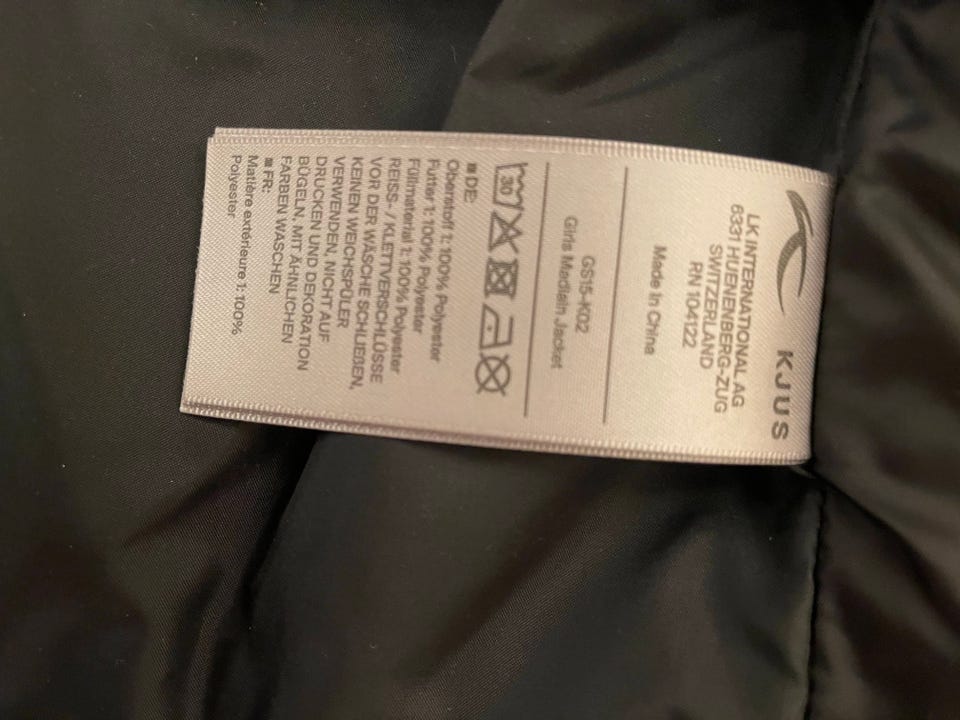 KJUS
LK INTERNATIONAL AG
6331 HUENENBERG-ZUG
SWITZERLAND
RN 104122
Made in China
GS15-K02
Girls Madlain Jacket
30
DE:
Oberstoff 1: 100% Polyester
Futter 1: 100% Polyester
Füllmaterial 1: 100% Polyester
REISS- / KLETTVERSCHLÜSSE
VOR DER WÄSCHE SCHLIEßEN,
KEINEN WEICHSPÜLER
VERWENDEN, NICHT AUF
DRUCKEN UND DEKORATION
BÜGELN, MIT ÄHNLICHEN
FARBEN WASCHEN
FR:
Matière extérieure 1: 100%
Polyester